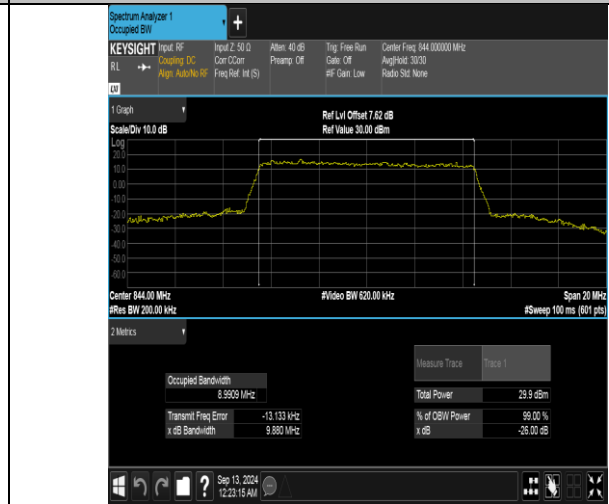 Spectrum Analyzer 1
Occupied BW
+
KEYSIGHT
RL
Input: RF
Coupling: DC
Align: Auto/No RF
Input Z: 50 Ω
Corr CCorr
Freq Ref: Int (S)
Atten: 40 dB
Preamp: Off
Trig: Free Run
Gate: Off
#IF Gain: Low
Center Freq: 844.000000 MHz
Avg|Hold: 30/30
Radio Std: None
LXI
1 Graph
Scale/Div 10.0 dB
Ref Lvl Offset 7.62 dB
Ref Value 30.00 dBm
Log
20.0
10.0
0.00
-10.0
-20.0
-30.0
-40.0
-50.0
-60.0
Center 844.00 MHz
#Res BW 200.00 kHz
#Video BW 620.00 kHz
Span 20 MHz
#Sweep 100 ms (601 pts)
2 Metrics
Measure Trace Trace 1
Occupied Bandwidth
8.9909 MHz
Total Power 29.9 dBm
Transmit Freq Error -13.133 kHz
% of OBW Power 99.00 %
x dB Bandwidth 9.880 MHz
x dB -26.00 dB
?
Sep 13, 2024
12:23:15 AM